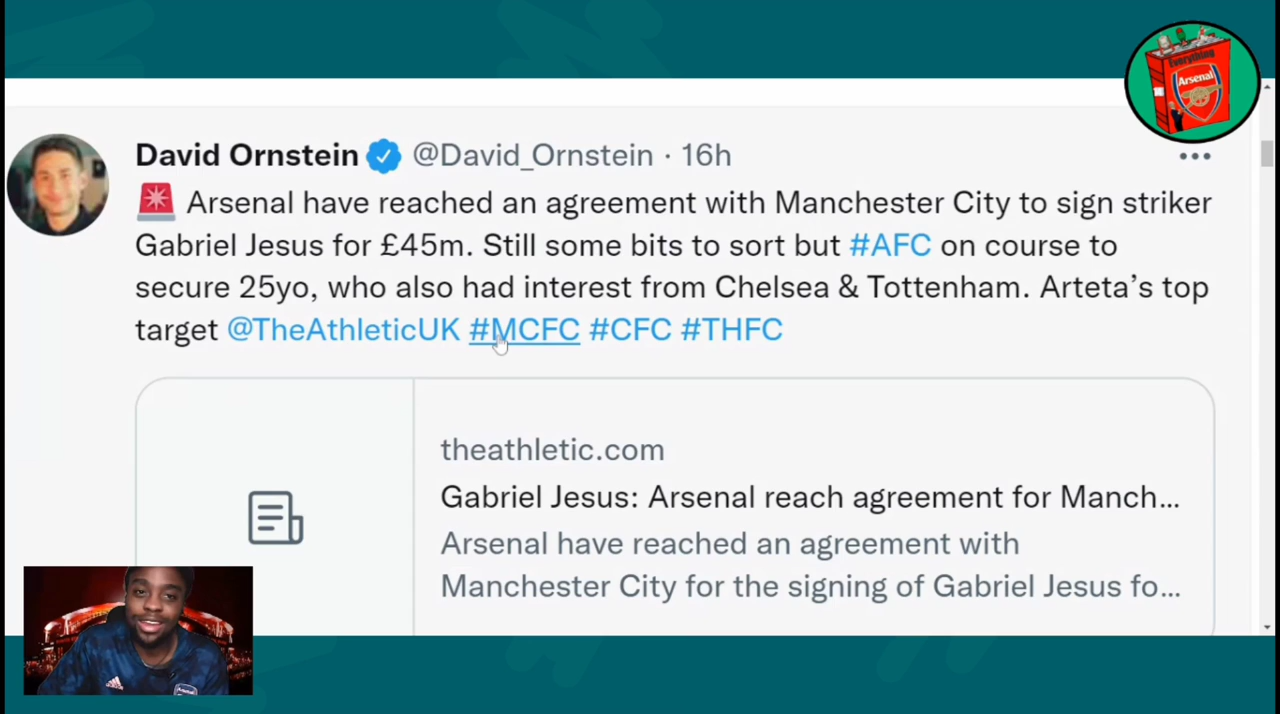 Everything
Arsenal
David Ornstein @David_Ornstein · 16h
Arsenal have reached an agreement with Manchester City to sign striker
Gabriel Jesus for £45m. Still some bits to sort but #AFC on course to
secure 25yo, who also had interest from Chelsea & Tottenham. Arteta’s top
target @TheAthleticUK #MCFC #CFC #THFC
theathletic.com
Gabriel Jesus: Arsenal reach agreement for Manch...
Arsenal have reached an agreement with
Manchester City for the signing of Gabriel Jesus fo...